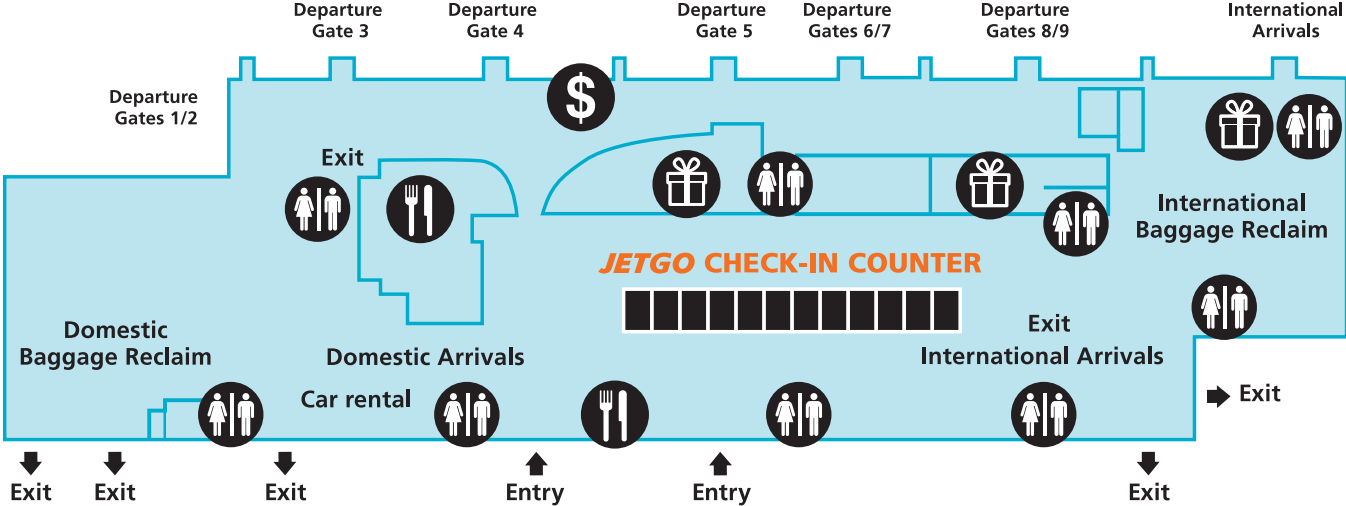 Departure
Gate 3
Departure
Gate 4
Departure
Gate 5
Departure
Gates 6/7
Departure
Gates 8/9
International
Arrivals
Departure
Gates 1/2
$
Exit
International
Baggage Reclaim
JETGO CHECK-IN COUNTER
Domestic
Baggage Reclaim
Domestic Arrivals
Car rental
Exit
International Arrivals
Exit
Exit
Exit
Exit
Entry
Entry
Exit